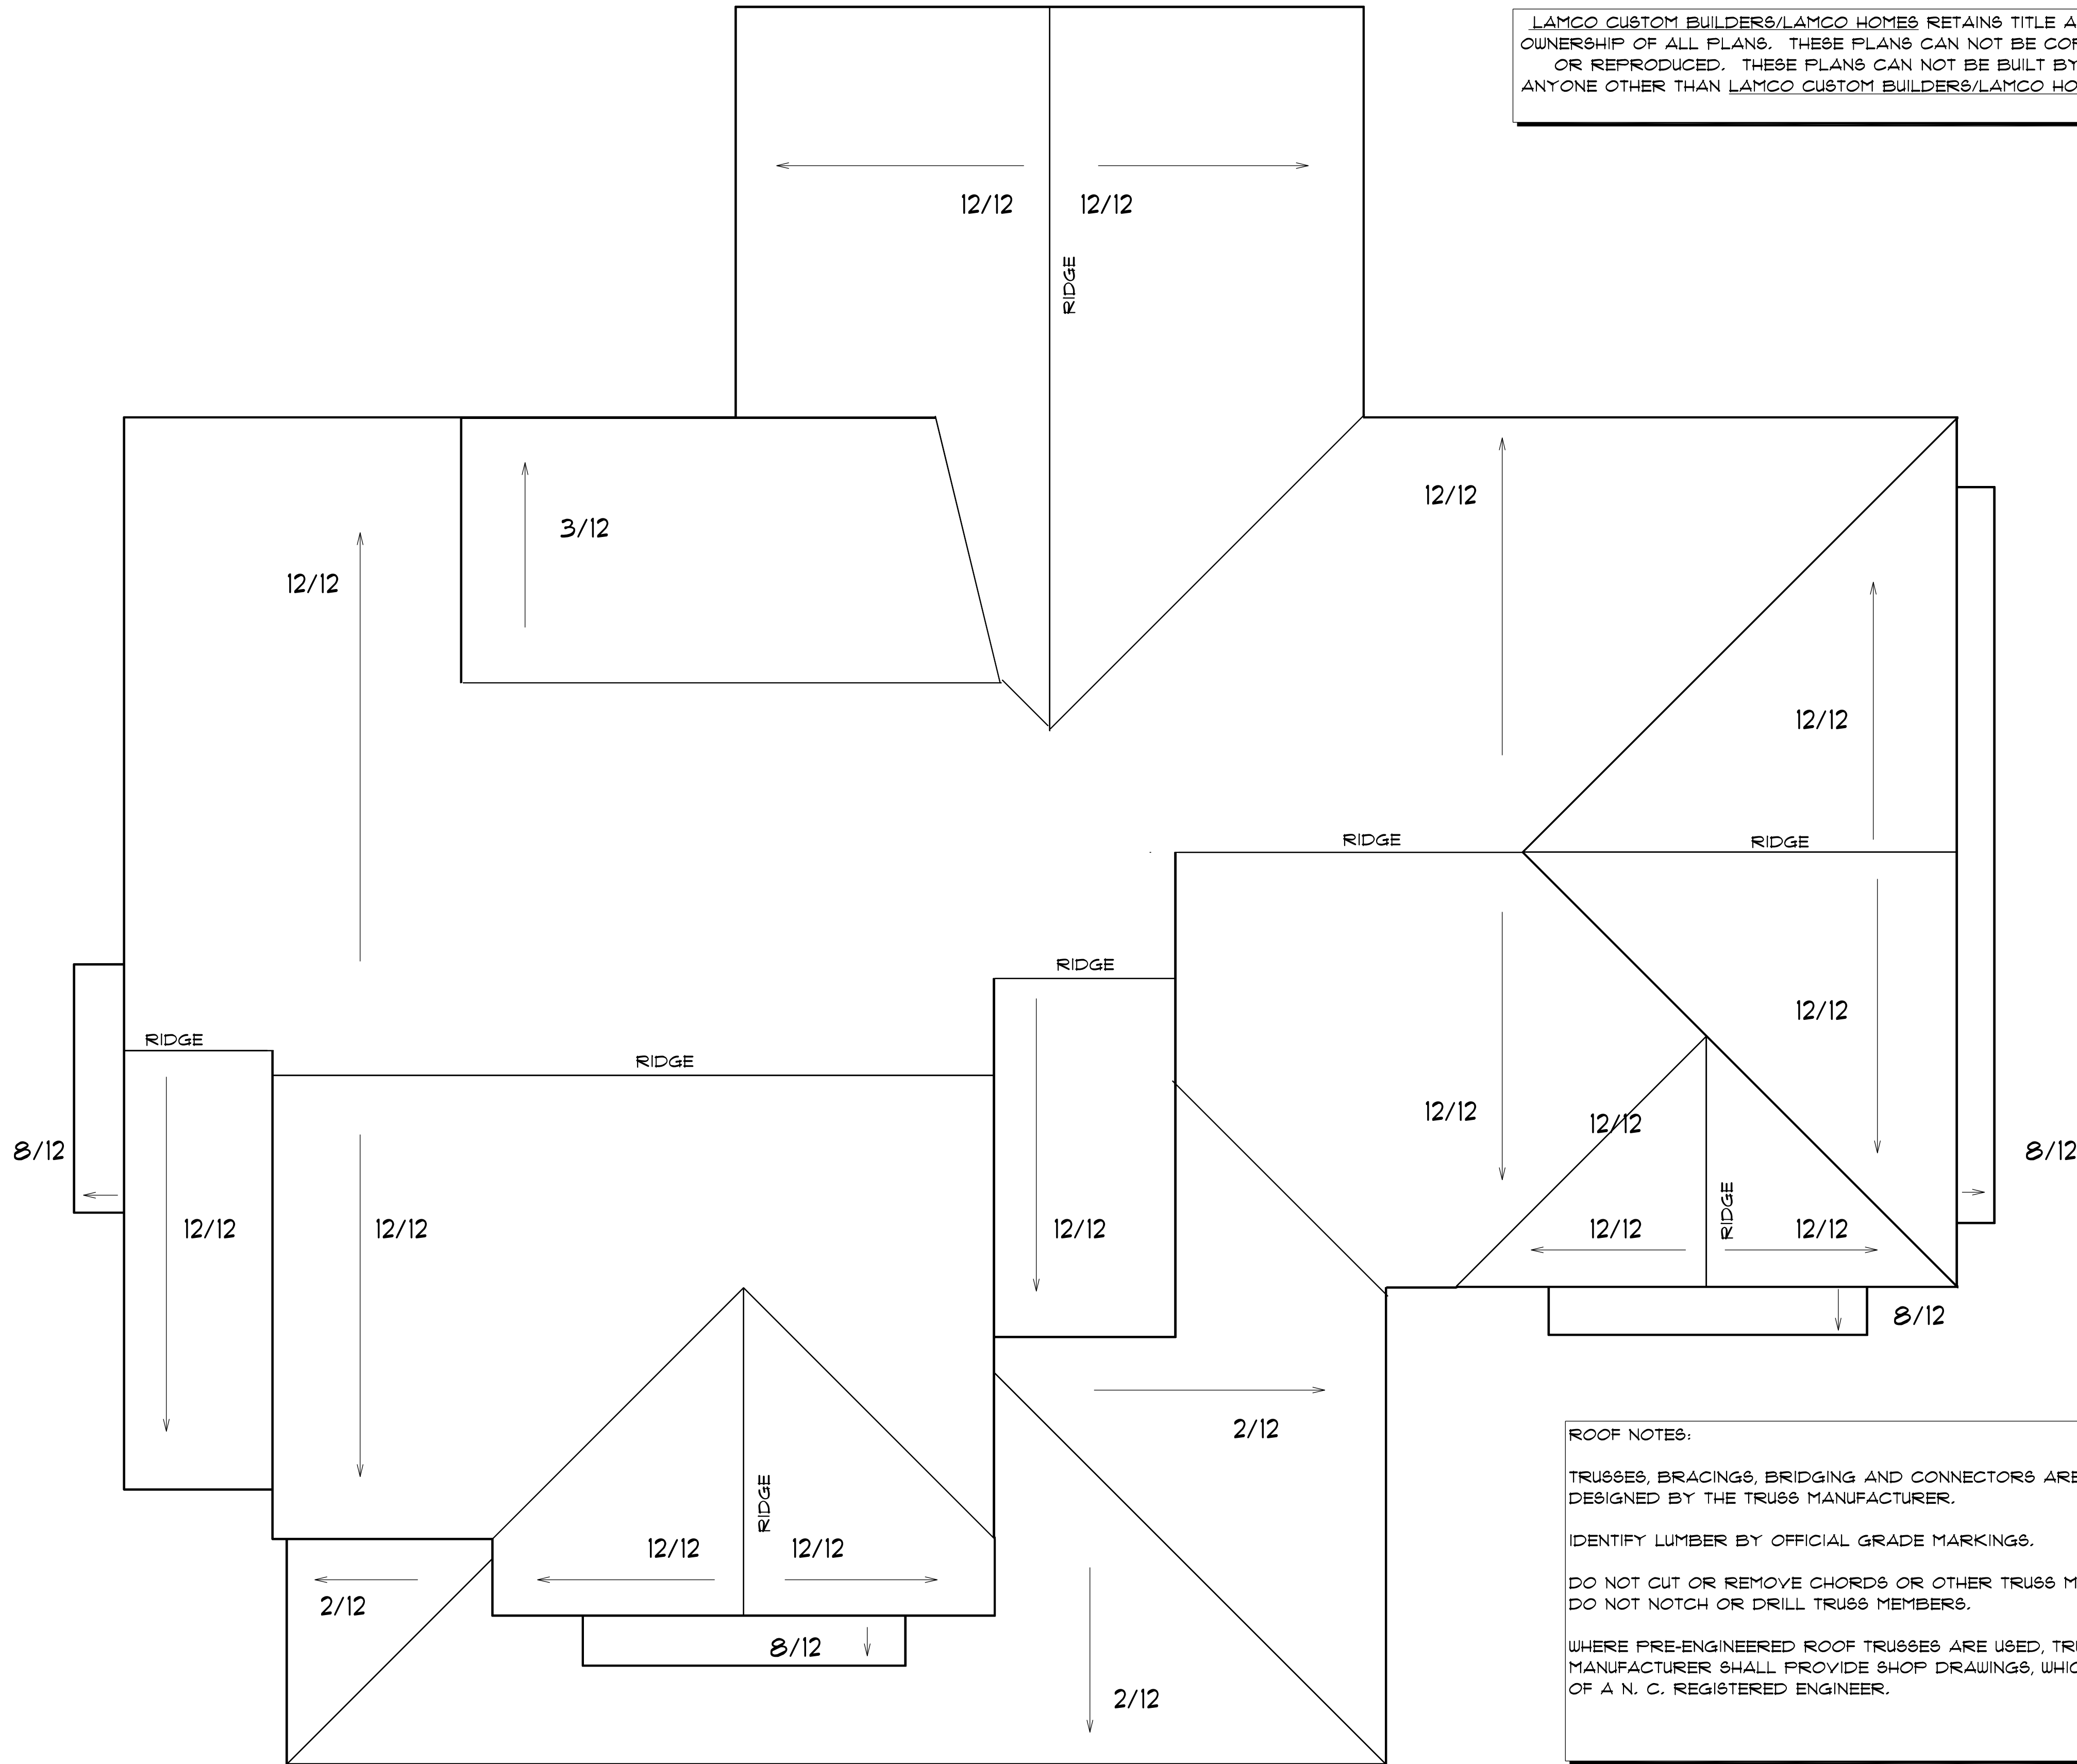 LAMCO CUSTOM BUILDERS/LAMCO HOMES RETAINS TITLE
OWNERSHIP OF ALL PLANS. THESE PLANS CAN NOT BE
OR REPRODUCED. THESE PLANS CAN NOT BE BUILT BY
ANYONE OTHER THAN LAMCO CUSTOM BUILDERS/LAMCO
12/12 12/12
RIDGE
12/12
3/12
12/12
12/12
RIDGE
RIDGE
RIDGE
RIDGE
RIDGE
12/12
12/12
12/12
8/12
8/12
12/12
12/12
12/12
12/12
12/12
RIDGE
8/12
2/12
RIDGE
12/12
12/12
2/12
8/12
2/12
ROOF NOTES:
TRUSSES, BRACINGS, BRIDGING AND CONNECTORS ARE
DESIGNED BY THE TRUSS MANUFACTURER.
IDENTIFY LUMBER BY OFFICIAL GRADE MARKINGS.
DO NOT CUT OR REMOVE CHORDS OR OTHER TRUSS
DO NOT NOTCH OR DRILL TRUSS MEMBERS.
WHERE PRE-ENGINEERED ROOF TRUSSES ARE USED,
MANUFACTURER SHALL PROVIDE SHOP DRAWINGS,
OF A N. C. REGISTERED ENGINEER.